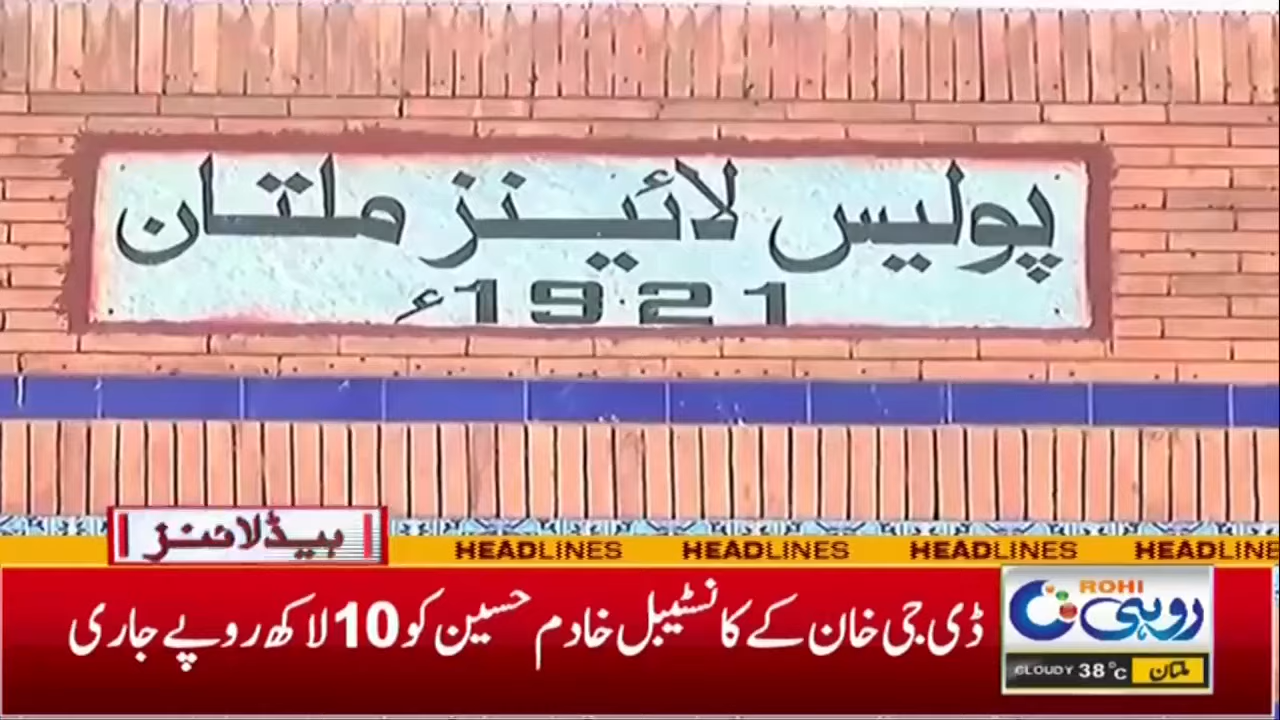 پولیس لائینز ملتان
1921ء
ہیڈلائنز
HEADLINES HEADLINES HEADLINES HEADLINE
ڈی جی خان کے کانسٹیبل خادم حسین کو 10 لاکھ روپے جاری
ROHI
روہی
CLOUDY 38°C ملتان